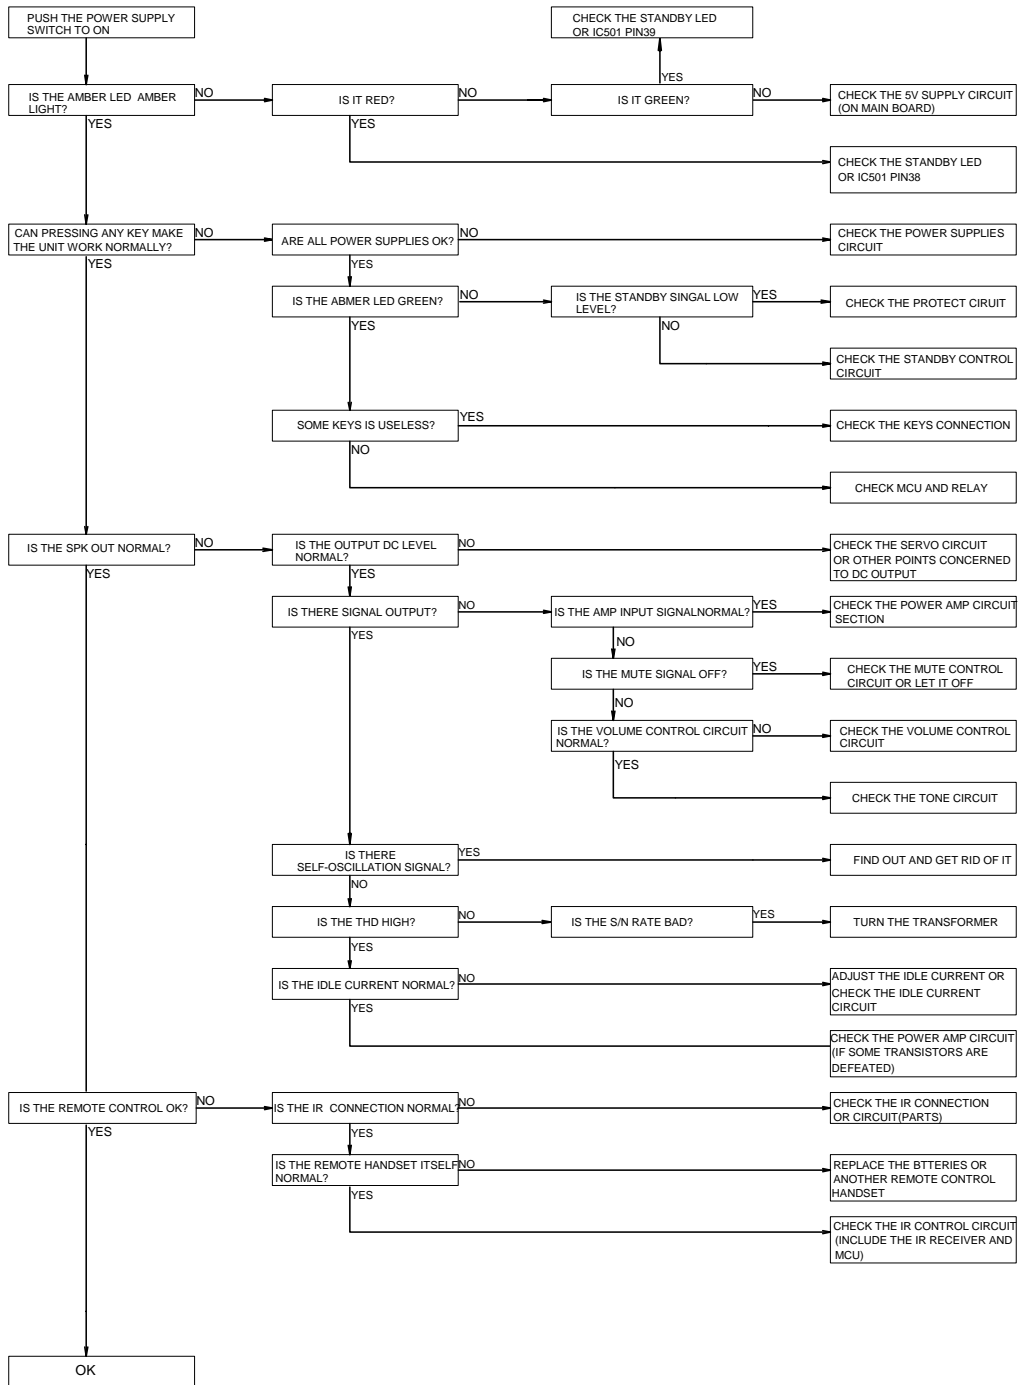 PUSH THE POWER SUPPLY
SWITCH TO ON
CHECK THE STANDBY LED
OR IC501 PIN39
YES
IS THE AMBER LED AMBER
LIGHT?
NO
IS IT RED?
NO
IS IT GREEN?
NO
CHECK THE 5V SUPPLY CIRCUIT
(ON MAIN BOARD)
YES
YES
CHECK THE STANDBY LED
OR IC501 PIN38
CAN PRESSING ANY KEY MAKE
THE UNIT WORK NORMALLY?
NO
ARE ALL POWER SUPPLIES OK?
NO
CHECK THE POWER SUPPLIES
CIRCUIT
YES
YES
IS THE ABMER LED GREEN?
NO
IS THE STANDBY SINGAL LOW
LEVEL?
YES
CHECK THE PROTECT CIRUIT
YES
NO
CHECK THE STANDBY CONTROL
CIRCUIT
SOME KEYS IS USELESS?
YES
CHECK THE KEYS CONNECTION
NO
CHECK MCU AND RELAY
IS THE SPK OUT NORMAL?
NO
IS THE OUTPUT DC LEVEL
NORMAL?
NO
CHECK THE SERVO CIRCUIT
OR OTHER POINTS CONCERNED
TO DC OUTPUT
YES
YES
IS THERE SIGNAL OUTPUT?
NO
IS THE AMP INPUT SIGNALNORMAL?
YES
CHECK THE POWER AMP CIRCUIT
SECTION
YES
NO
IS THE MUTE SIGNAL OFF?
YES
CHECK THE MUTE CONTROL
CIRCUIT OR LET IT OFF
NO
IS THE VOLUME CONTROL CIRCUIT
NORMAL?
NO
CHECK THE VOLUME CONTROL
CIRCUIT
YES
CHECK THE TONE CIRCUIT
IS THERE
SELF-OSCILLATION SIGNAL?
YES
FIND OUT AND GET RID OF IT
NO
IS THE THD HIGH?
NO
IS THE S/N RATE BAD?
YES
TURN THE TRANSFORMER
YES
IS THE IDLE CURRENT NORMAL?
NO
ADJUST THE IDLE CURRENT OR
CHECK THE IDLE CURRENT
CIRCUIT
YES
CHECK THE POWER AMP CIRCUIT
(IF SOME TRANSISTORS ARE
DEFEATED)
IS THE REMOTE CONTROL OK?
NO
IS THE IR CONNECTION NORMAL?
NO
CHECK THE IR CONNECTION
OR CIRCUIT(PARTS)
YES
YES
IS THE REMOTE HANDSET ITSELF
NORMAL?
NO
REPLACE THE BTTERIES OR
ANOTHER REMOTE CONTROL
HANDSET
YES
CHECK THE IR CONTROL CIRCUIT
(INCLUDE THE IR RECEIVER AND
MCU)
OK